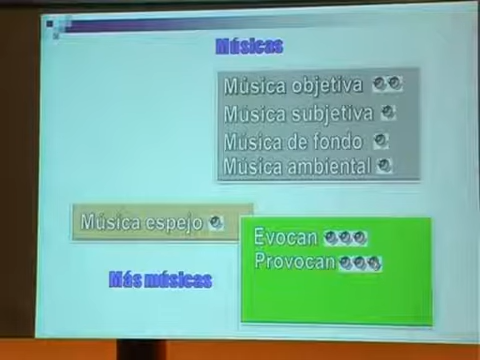 Músicas
Música objetiva
Música subjetiva
Música de fondo
Música ambiental
Música espejo
Evocan
Provocan
Más músicas